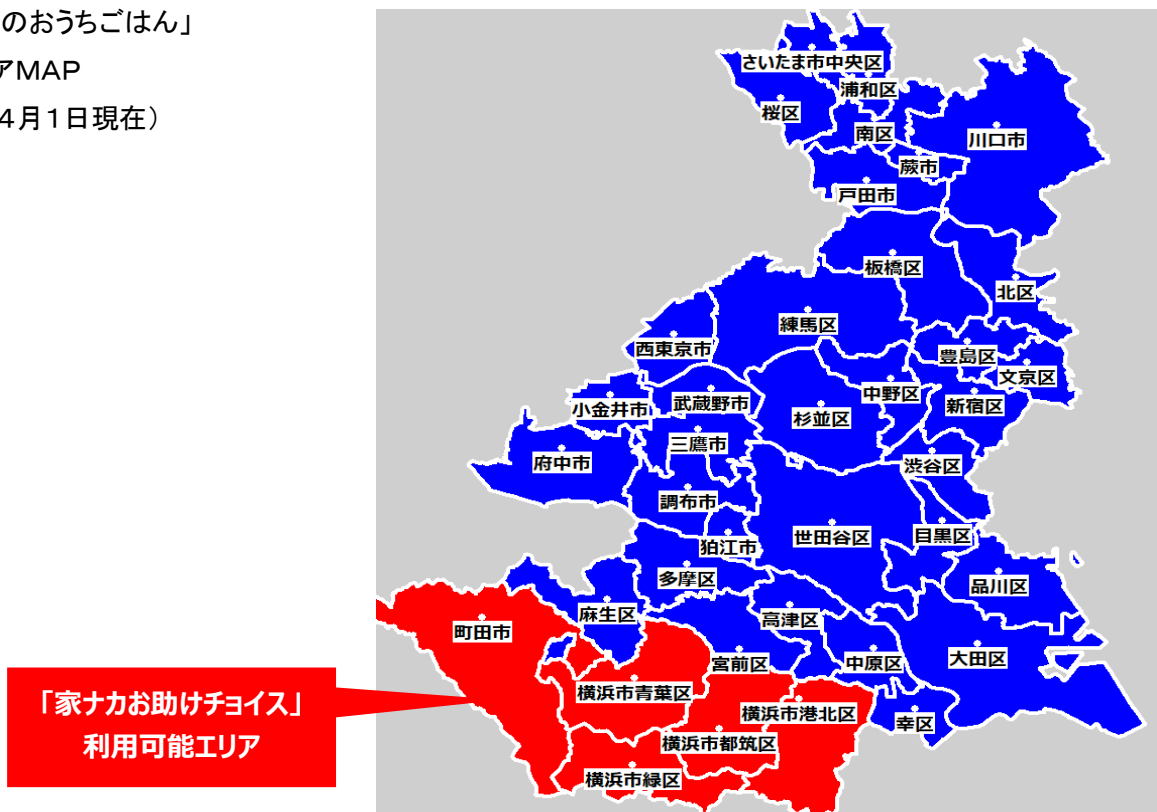 のおうちごはん」
アMAP
4月1日現在）
さいたま市中央区
浦和区
桜区
南区
川口市
蕨市
戸田市
板橋区
北区
練馬区
西東京市
豊島区
文京区
小金井市
武蔵野市
中野区
新宿区
杉並区
三鷹市
府中市
渋谷区
調布市
世田谷区
目黒区
狛江市
多摩区
品川区
麻生区
高津区
町田市
宮前区
中原区
大田区
横浜市青葉区
横浜市港北区
幸区
横浜市都筑区
横浜市緑区
「家ナカお助けチョイス」
利用可能エリア